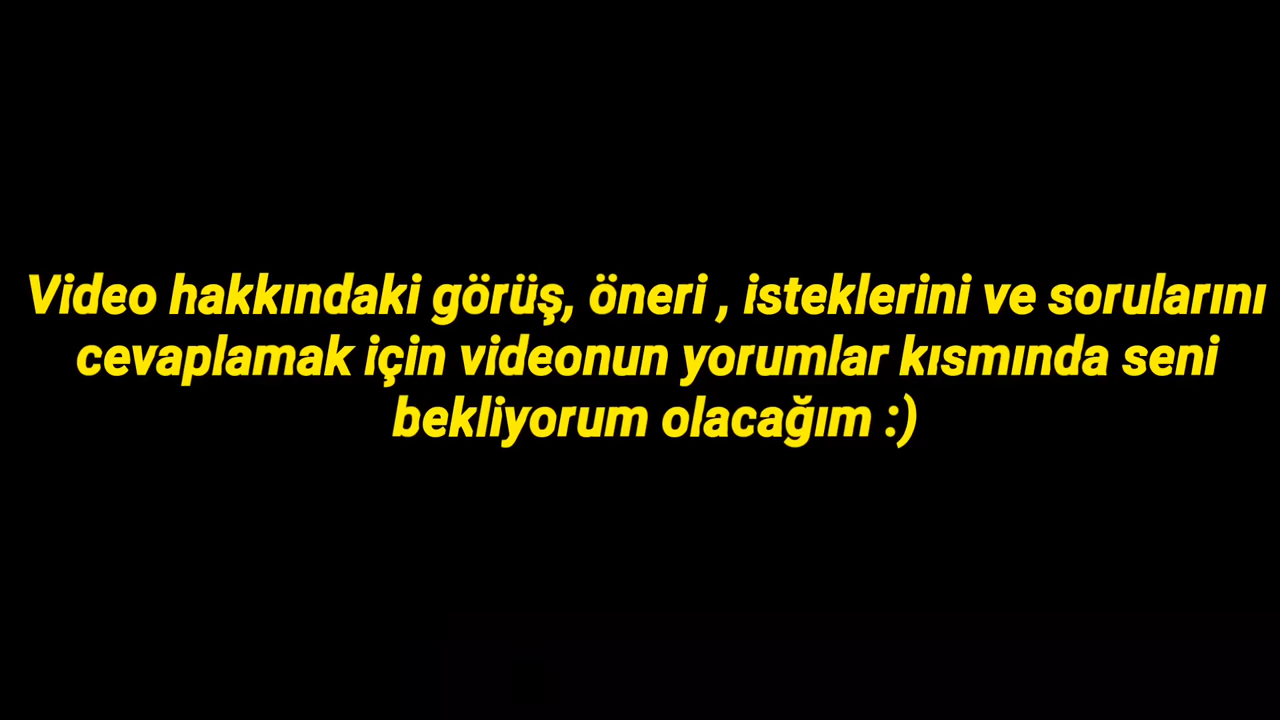 Video hakkındaki görüş, öneri , isteklerini ve sorularını
cevaplamak için videonun yorumlar kısmında seni
bekliyorum olacağım :)